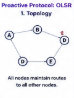 Proactive Protocol: OLSR
1. Topology
B
A
D
E
All nodes maintain routes
to all other nodes.